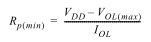 R_p(min) = (V_DD − V_OL(max)) / I_OL